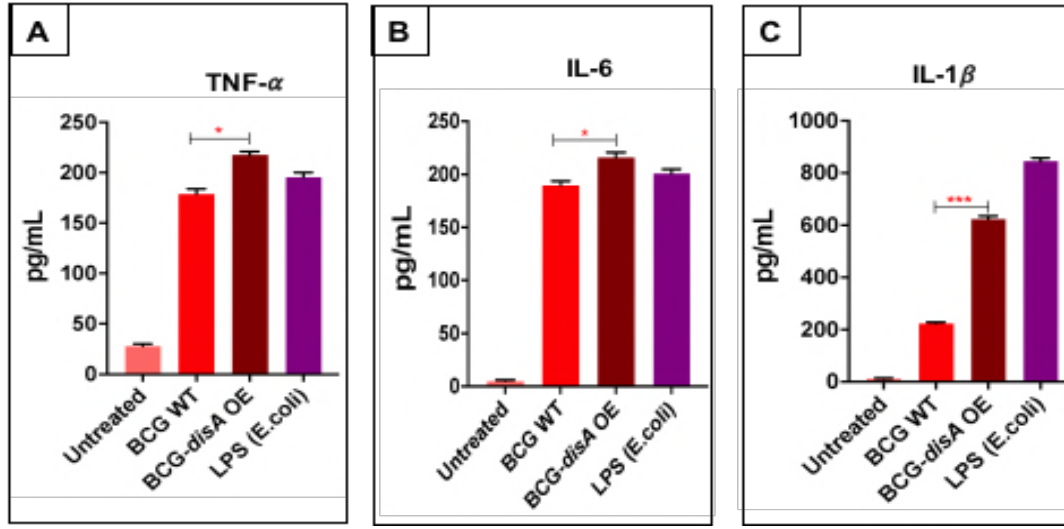 A
TNF-α
pg/mL
250
200
150
100
50
0
*
Untreated
BCG WT
BCG-disA OE
LPS (E.coli)
B
IL-6
pg/mL
250
200
150
100
50
0
*
Untreated
BCG WT
BCG-disA OE
LPS (E.coli)
C
IL-1β
pg/mL
1000
800
600
400
200
0
***
Untreated
BCG WT
BCG-disA OE
LPS (E.coli)